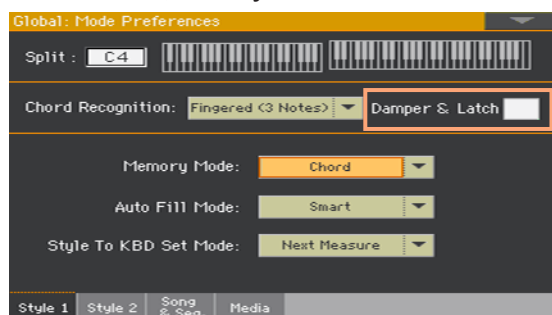 Global: Mode Preferences
Split : C4
Chord Recognition: Fingered (3 Notes) Damper & Latch
Memory Mode: Chord
Auto Fill Mode: Smart
Style To KBD Set Mode: Next Measure
Style 1 Style 2 Song & Seq Media